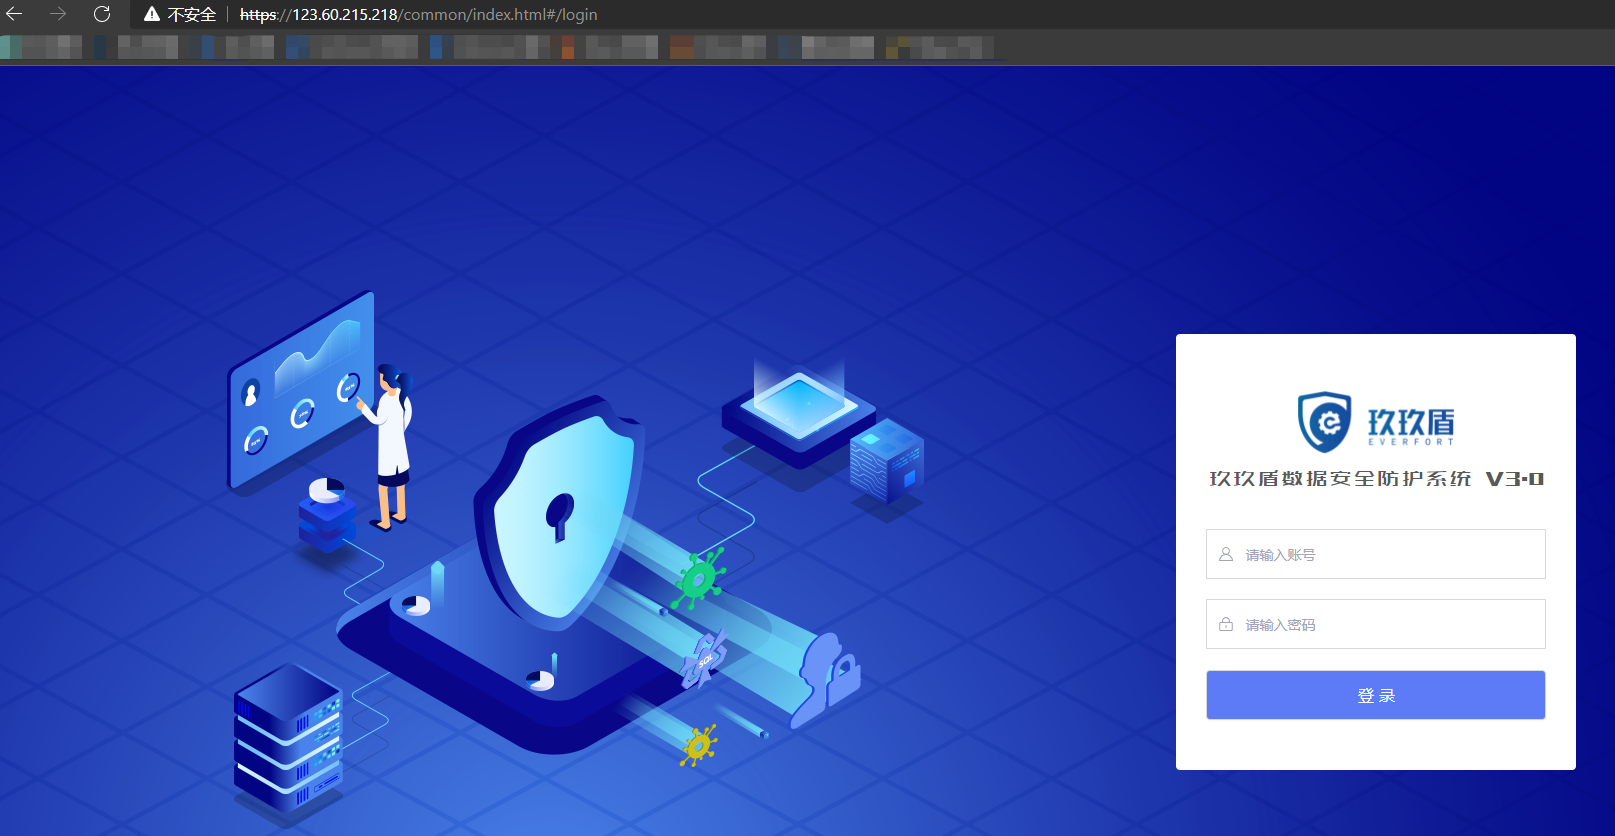 不安全 https://123.60.215.218/common/index.html#/login
玖玖盾
EVERFORT
玖玖盾数据安全防护系统 V3.0
请输入账号
请输入密码
登录
SQL